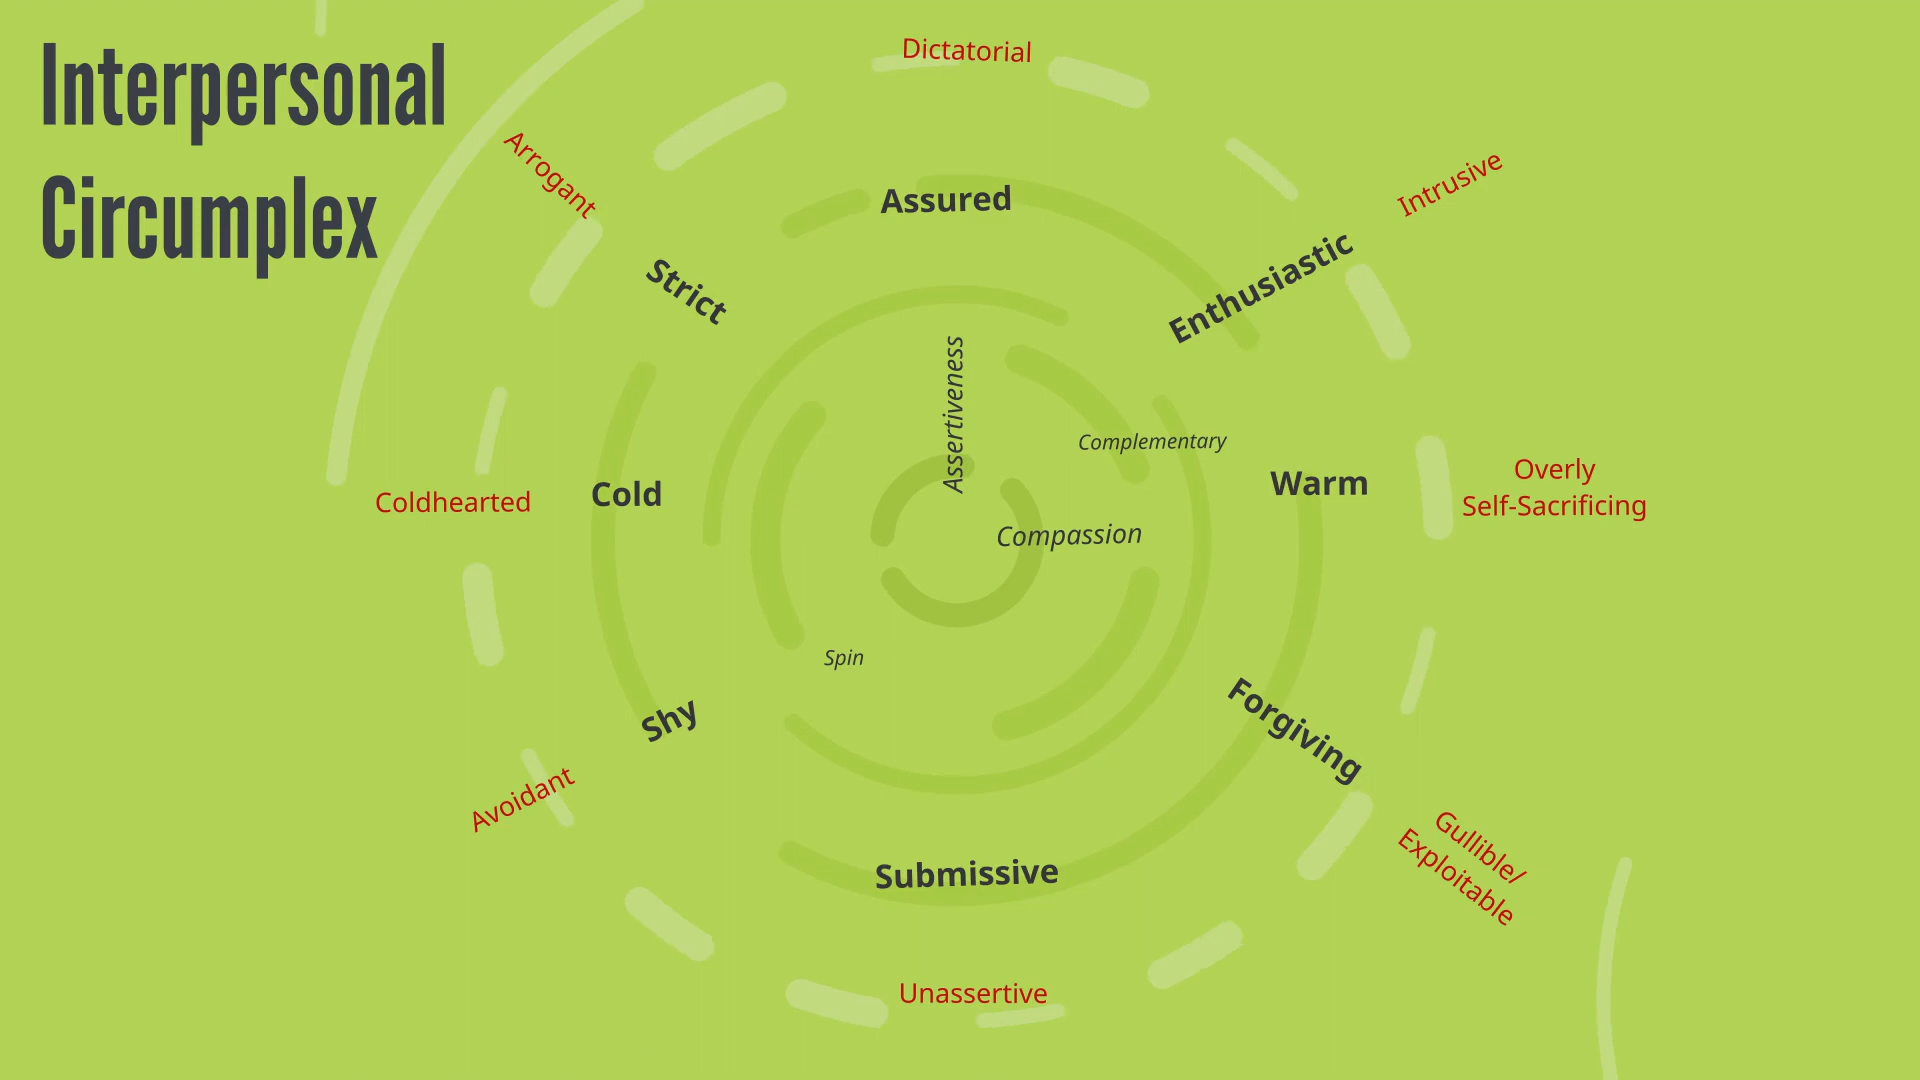 Interpersonal
Circumplex
Dictatorial
Arrogant
Intrusive
Assured
Enthusiastic
Strict
Assertiveness
Complementary
Overly
Self-Sacrificing
Warm
Cold
Coldhearted
Compassion
Spin
Shy
Forgiving
Avoidant
Gullible/
Exploitable
Submissive
Unassertive